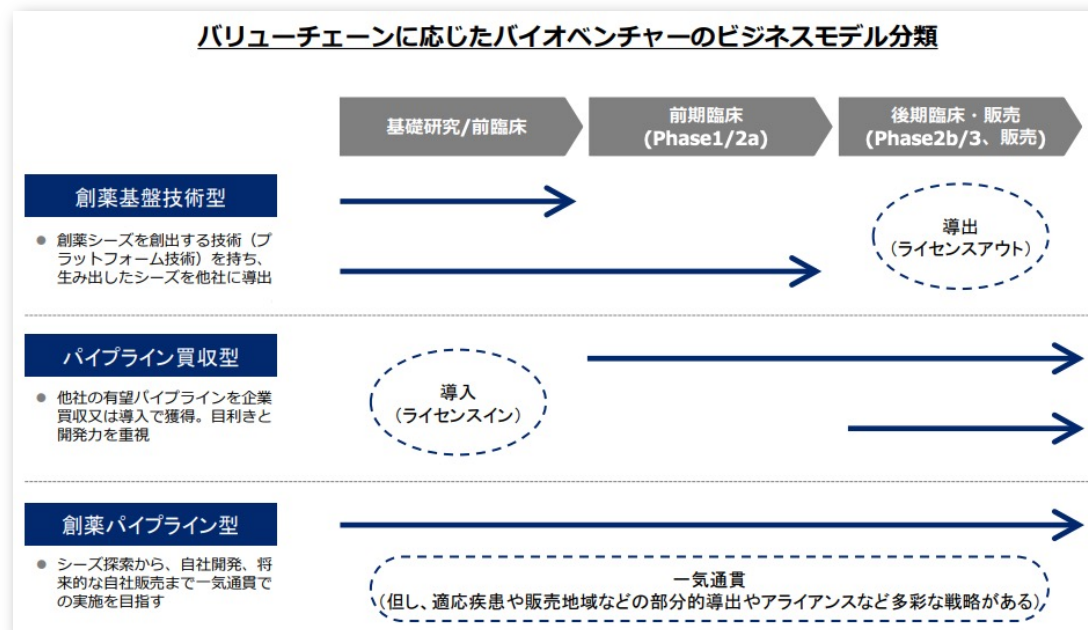 バリューチェーンに応じたバイオベンチャーのビジネスモデル分類
基礎研究/前臨床
前期臨床
(Phase1/2a)
後期臨床・販売
(Phase2b/3、販売)
創薬基盤技術型
● 創薬シーズを創出する技術（プ
ラットフォーム技術）を持ち、
生み出したシーズを他社に導出
導出
（ライセンスアウト）
パイプライン買収型
● 他社の有望パイプラインを企業
買収又は導入で獲得。目利きと
開発力を重視
導入
（ライセンスイン）
創薬パイプライン型
● シーズ探索から、自社開発、将
来的な自社販売まで一気通貫で
の実施を目指す
一気通貫
（但し、適応疾患や販売地域などの部分的導出やアライアンスなど多彩な戦略がある）